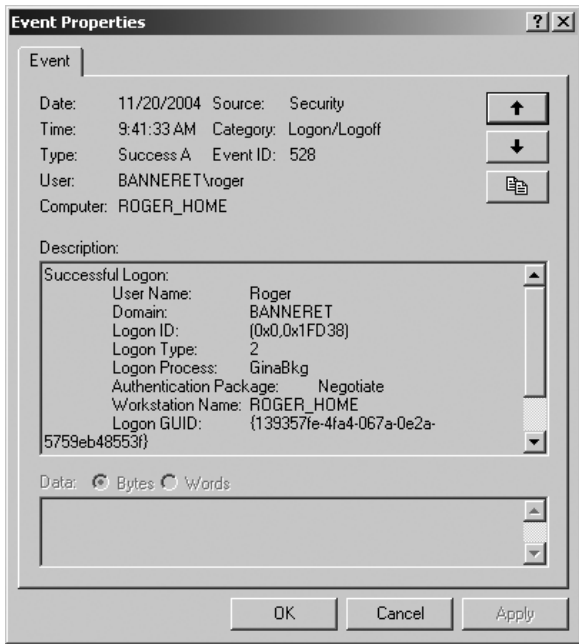 Event Properties
Event
Date: 11/20/2004 Source: Security
Time: 9:41:33 AM Category: Logon/Logoff
Type: Success A Event ID: 528
User: BANNERET\roger
Computer: ROGER_HOME
Description:
Successful Logon:
User Name: Roger
Domain: BANNERET
Logon ID: (0x0,0x1FD38)
Logon Type: 2
Logon Process: GinaBkg
Authentication Package: Negotiate
Workstation Name: ROGER_HOME
Logon GUID: {139357fe-4fa4-067a-0e2a-
5759eb48553f}
Data: Bytes Words
OK Cancel Apply